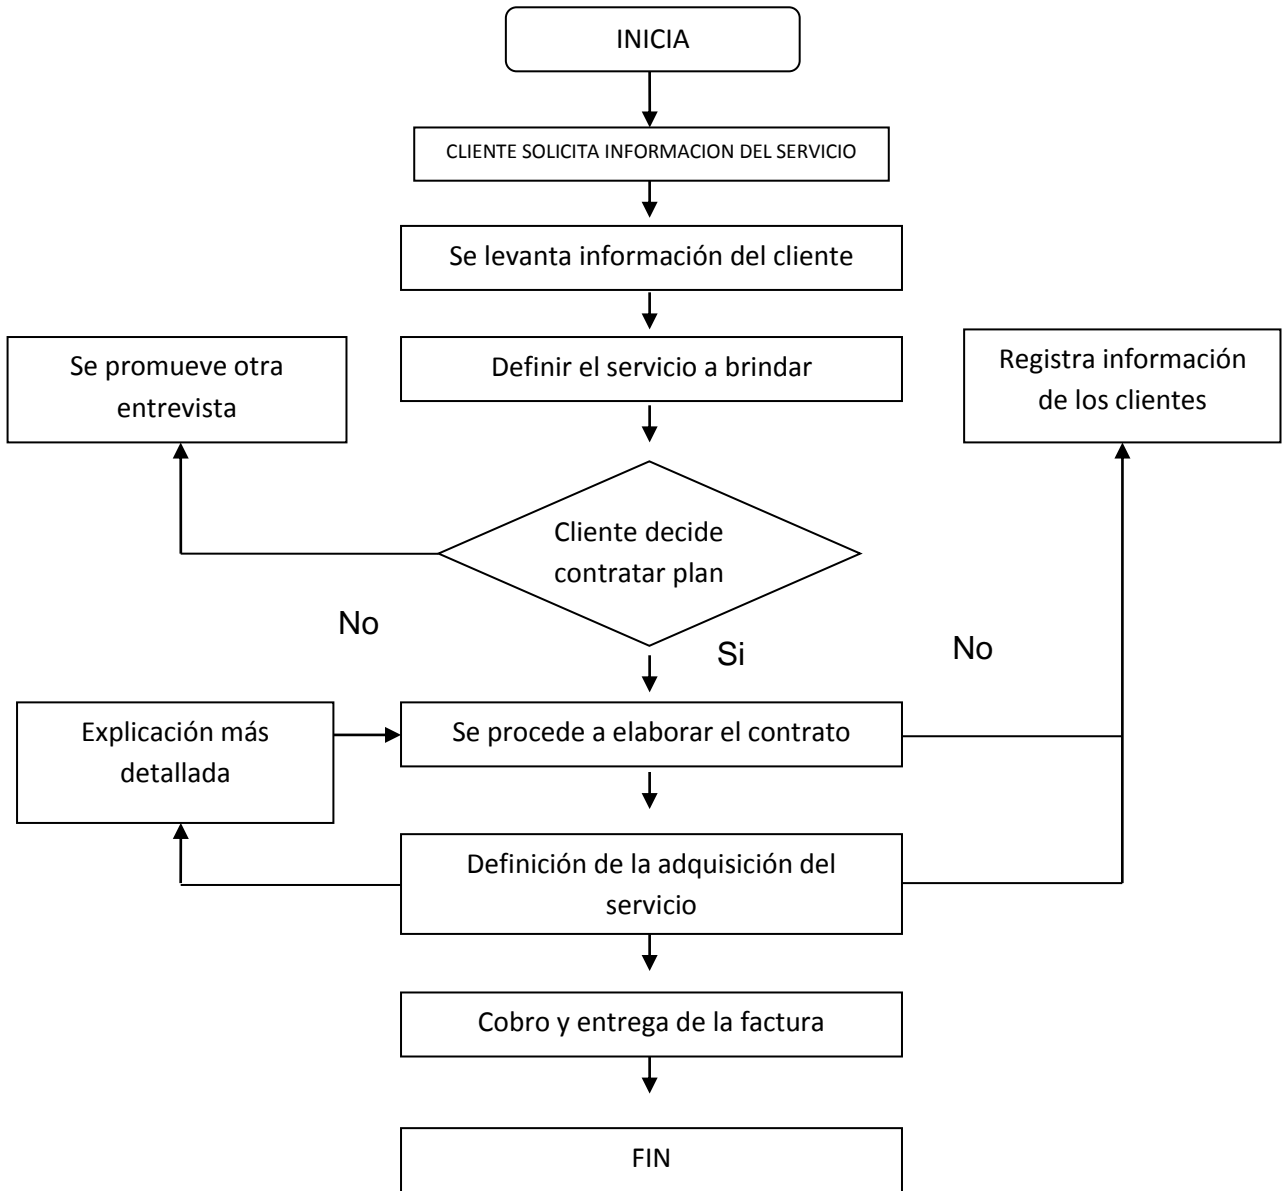 INICIA
CLIENTE SOLICITA INFORMACION DEL SERVICIO
Se levanta información del cliente
Definir el servicio a brindar
Se promueve otra
entrevista
Registra información
de los clientes
Cliente decide
contratar plan
No
Si
No
Explicación más
detallada
Se procede a elaborar el contrato
Definición de la adquisición del
servicio
Cobro y entrega de la factura
FIN